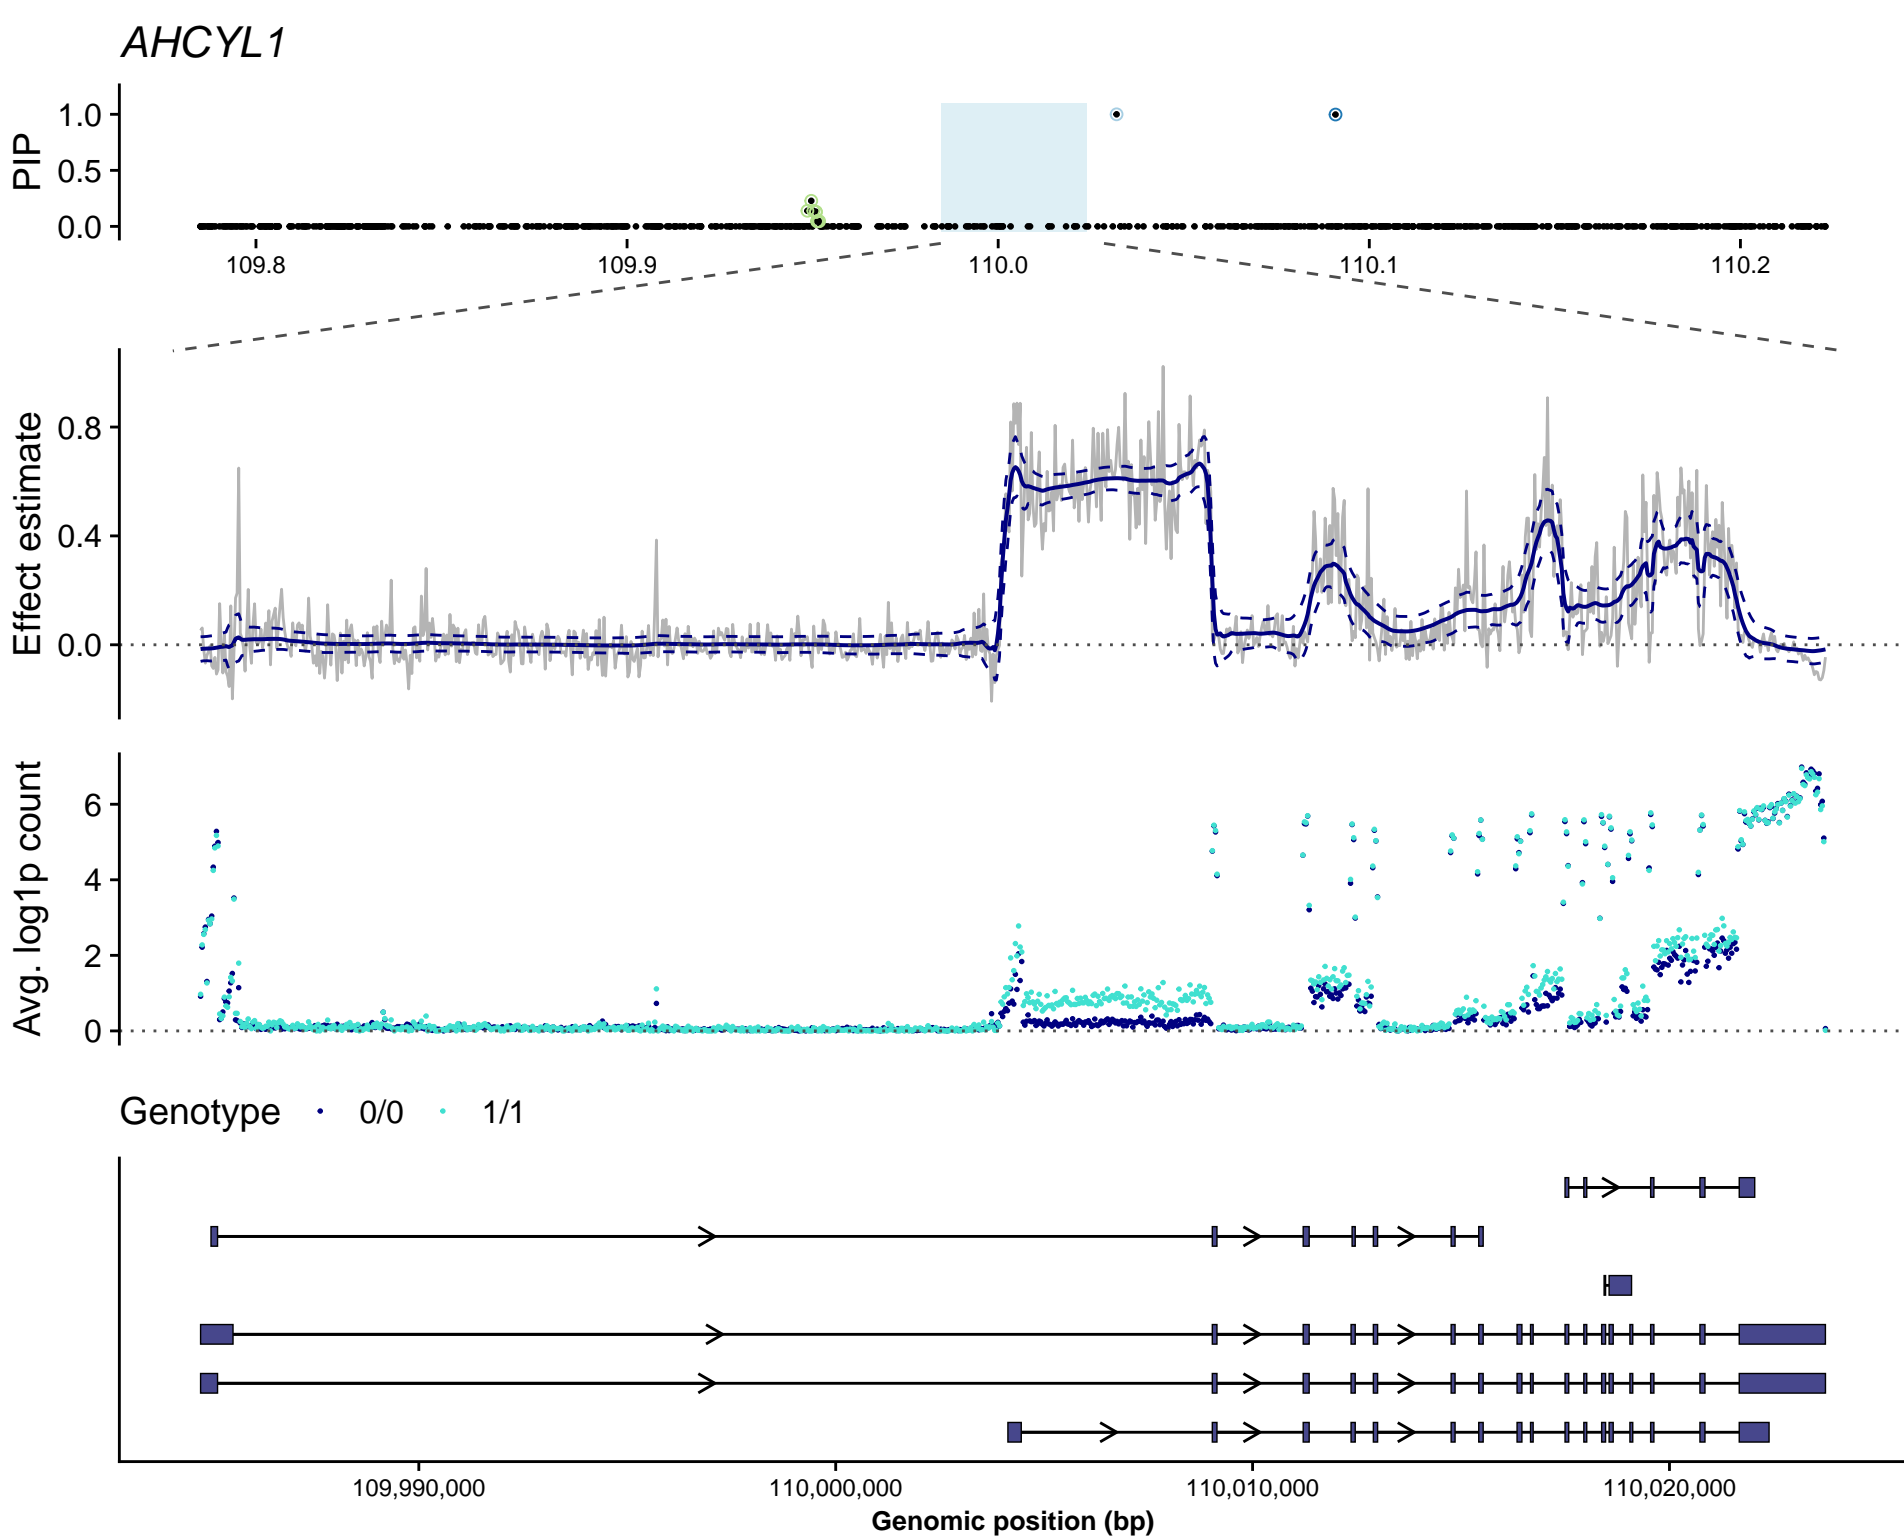 AHCYL1
PIP
1.0
0.5
0.0
109.8 109.9 110.0 110.1 110.2
Effect estimate
0.8
0.4
0.0
Avg. log1p count
6
4
2
0
Genotype 0/0 1/1
109,990,000 110,000,000 110,010,000 110,020,000
Genomic position (bp)